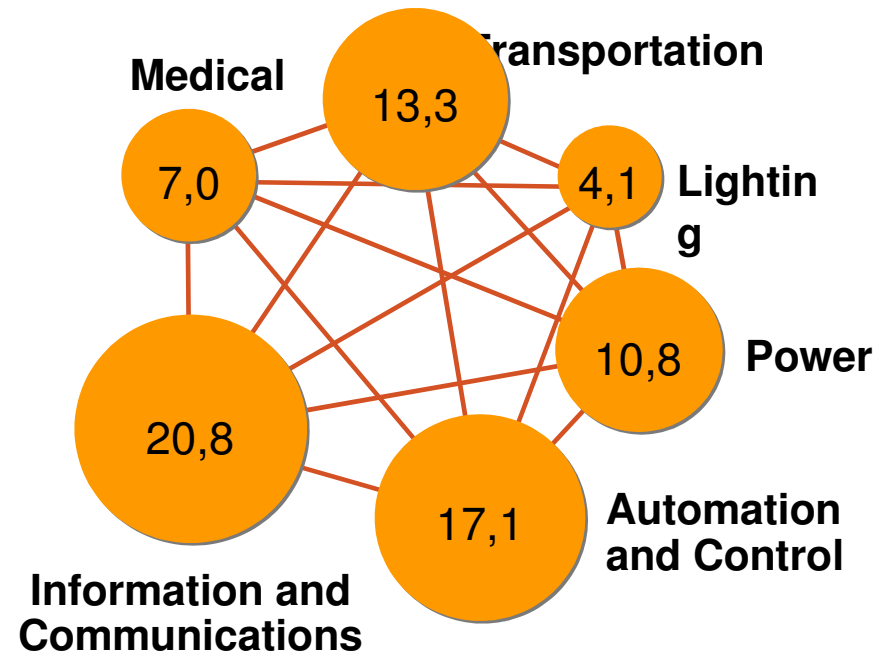 Transportation
Medical
13,3
7,0
4,1
Lightin
g
10,8
Power
20,8
17,1
Automation
and Control
Information and
Communications